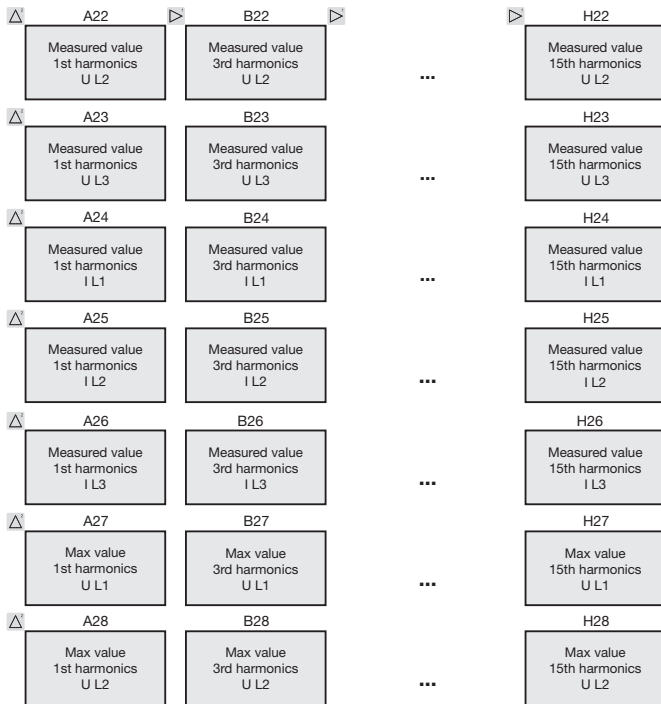 A22 B22 H22
Measured value Measured value Measured value
1st harmonics 3rd harmonics ... 15th harmonics
U L2 U L2 U L2
A23 B23 H23
Measured value Measured value Measured value
1st harmonics 3rd harmonics ... 15th harmonics
U L3 U L3 U L3
A24 B24 H24
Measured value Measured value Measured value
1st harmonics 3rd harmonics ... 15th harmonics
I L1 I L1 I L1
A25 B25 H25
Measured value Measured value Measured value
1st harmonics 3rd harmonics ... 15th harmonics
I L2 I L2 I L2
A26 B26 H26
Measured value Measured value Measured value
1st harmonics 3rd harmonics ... 15th harmonics
I L3 I L3 I L3
A27 B27 H27
Max value Max value Max value
1st harmonics 3rd harmonics ... 15th harmonics
U L1 U L1 U L1
A28 B28 H28
Max value Max value Max value
1st harmonics 3rd harmonics ... 15th harmonics
U L2 U L2 U L2